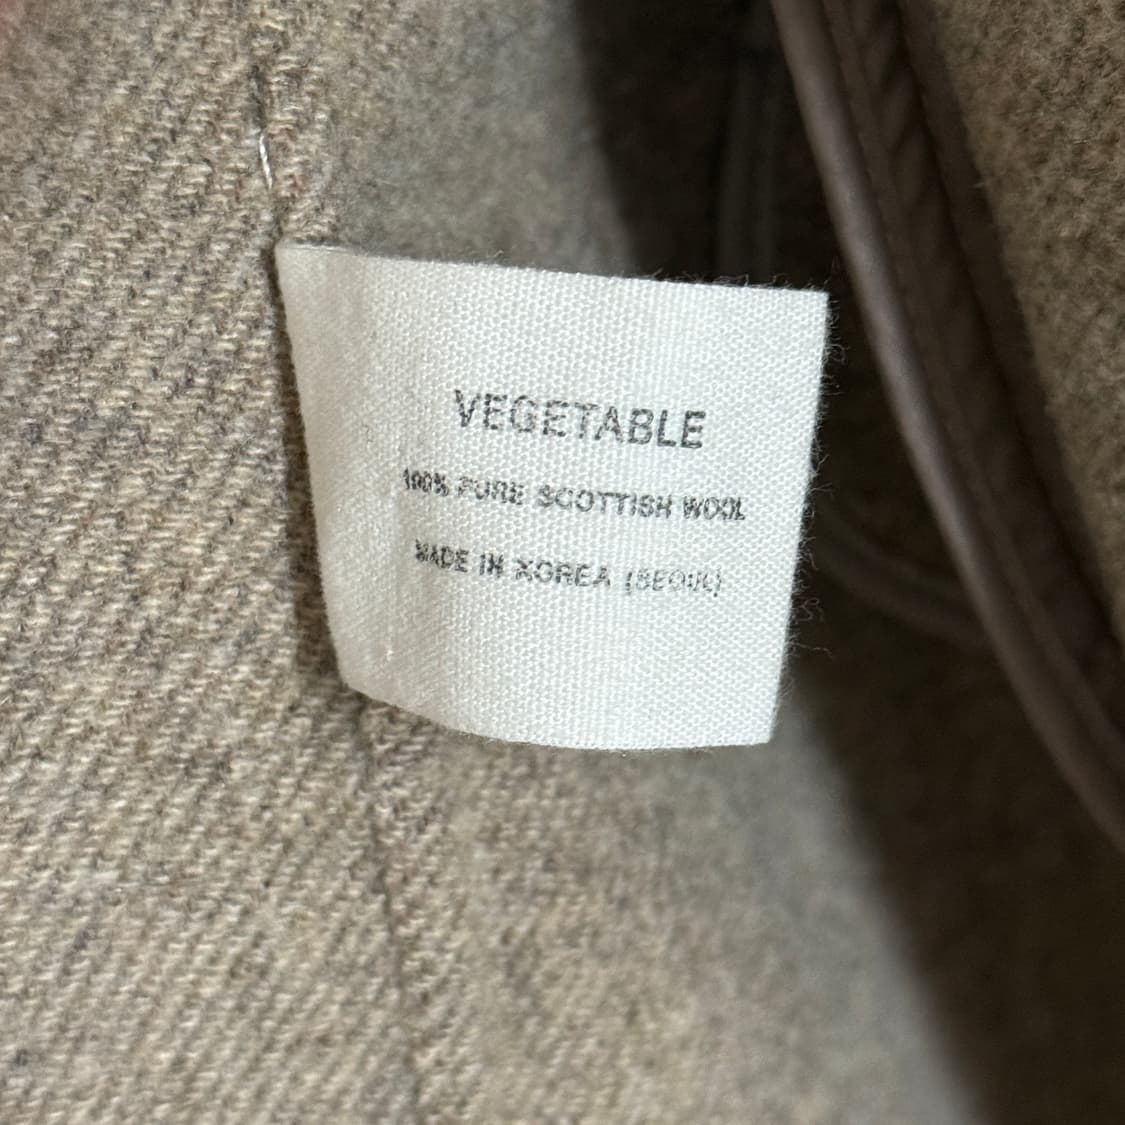 VEGETABLE
100% PURE SCOTTISH WOOL
MADE IN KOREA (SEOUL)